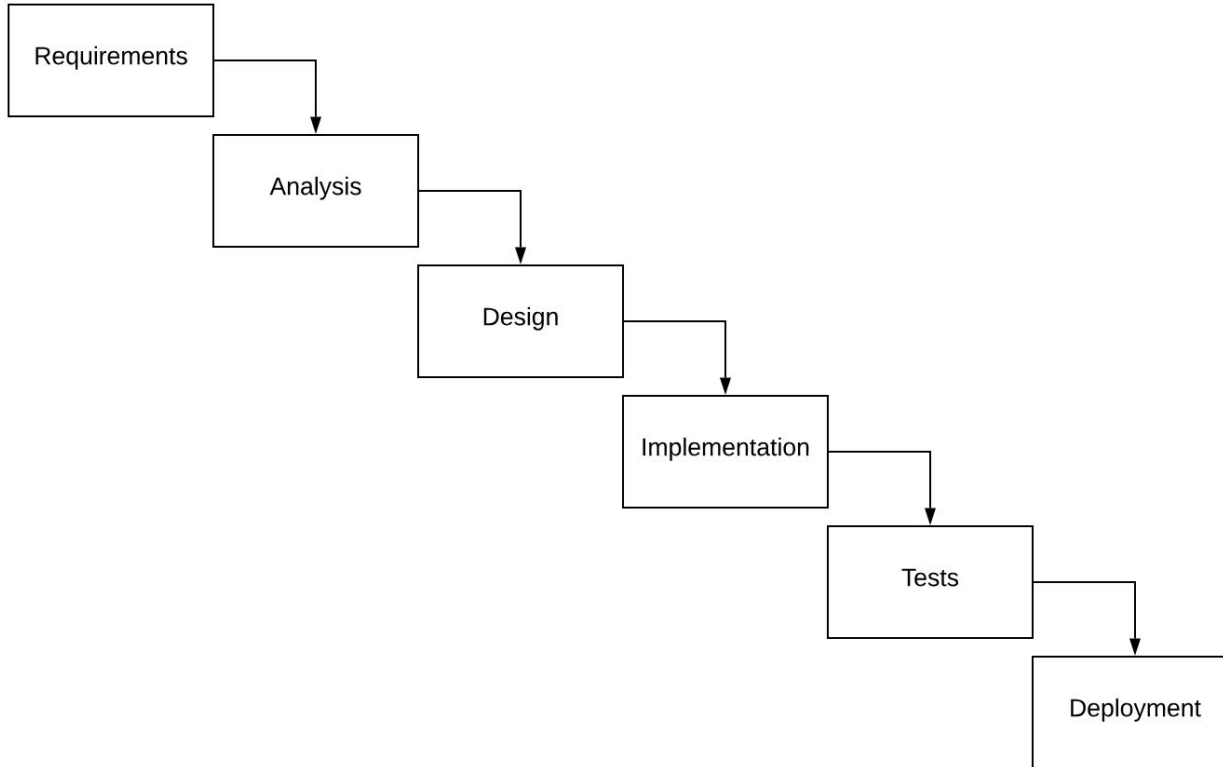 Requirements
Analysis
Design
Implementation
Tests
Deployment